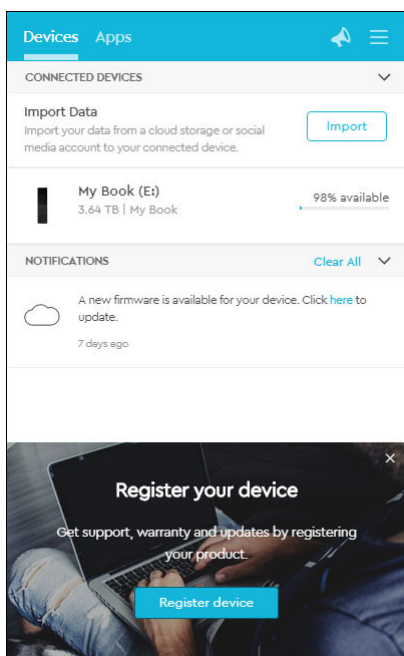 Devices Apps
CONNECTED DEVICES
Import Data
Import your data from a cloud storage or social
media account to your connected device.
Import
My Book (E:)
3.64 TB | My Book
98% available
NOTIFICATIONS
Clear All
A new firmware is available for your device. Click here to
update.
7 days ago
Register your device
Get support, warranty and updates by registering
your product.
Register device